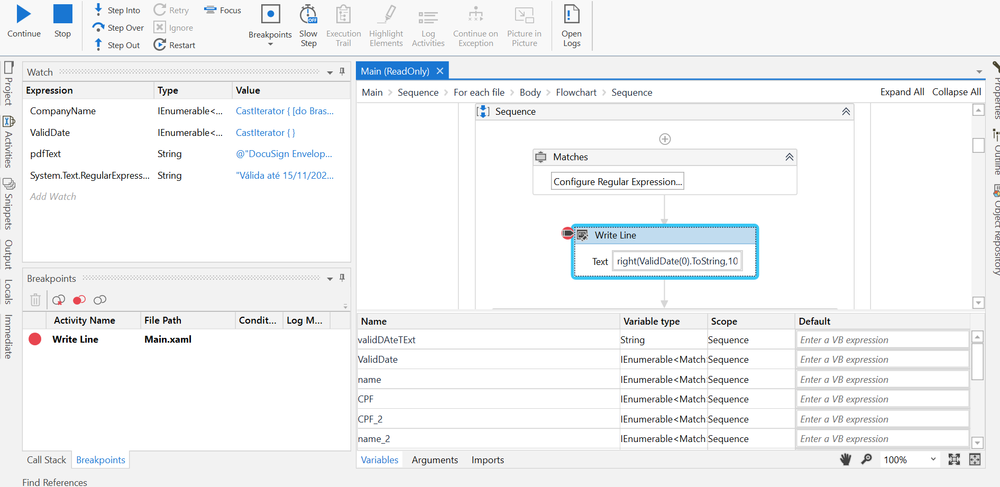 Continue
Stop
Step Into
Step Over
Step Out
Retry
Ignore
Restart
Focus
Breakpoints
Slow
Step
OFF
Execution
Trail
Highlight
Elements
Log
Activities
Continue on
Exception
Picture in
Picture
Open
Logs
Project
Activities
Snippets
Output
Locals
Immediate
Watch
Expression Type Value
CompanyName IEnumerable<... CastIterator { [do Bras...
ValidDate IEnumerable<... CastIterator { }
pdfText String @"DocuSign Envelop...
System.Text.RegularExpress... String "Válida até 15/11/202...
Add Watch
Breakpoints
Activity Name File Path Condit... Log M...
Write Line Main.xaml
Call Stack Breakpoints
Find References
Main (ReadOnly)
Main > Sequence > For each file > Body > Flowchart > Sequence
Expand All Collapse All
Sequence
Matches
Configure Regular Expression...
Write Line
Text right(ValidDate(0).ToString,10
Name Variable type Scope Default
validDAteTExt String Sequence Enter a VB expression
ValidDate IEnumerable<Match Sequence Enter a VB expression
name IEnumerable<Match Sequence Enter a VB expression
CPF IEnumerable<Match Sequence Enter a VB expression
CPF_2 IEnumerable<Match Sequence Enter a VB expression
name_2 IEnumerable<Match Sequence Enter a VB expression
Variables Arguments Imports
100%
Properties
Outline
Object Repository